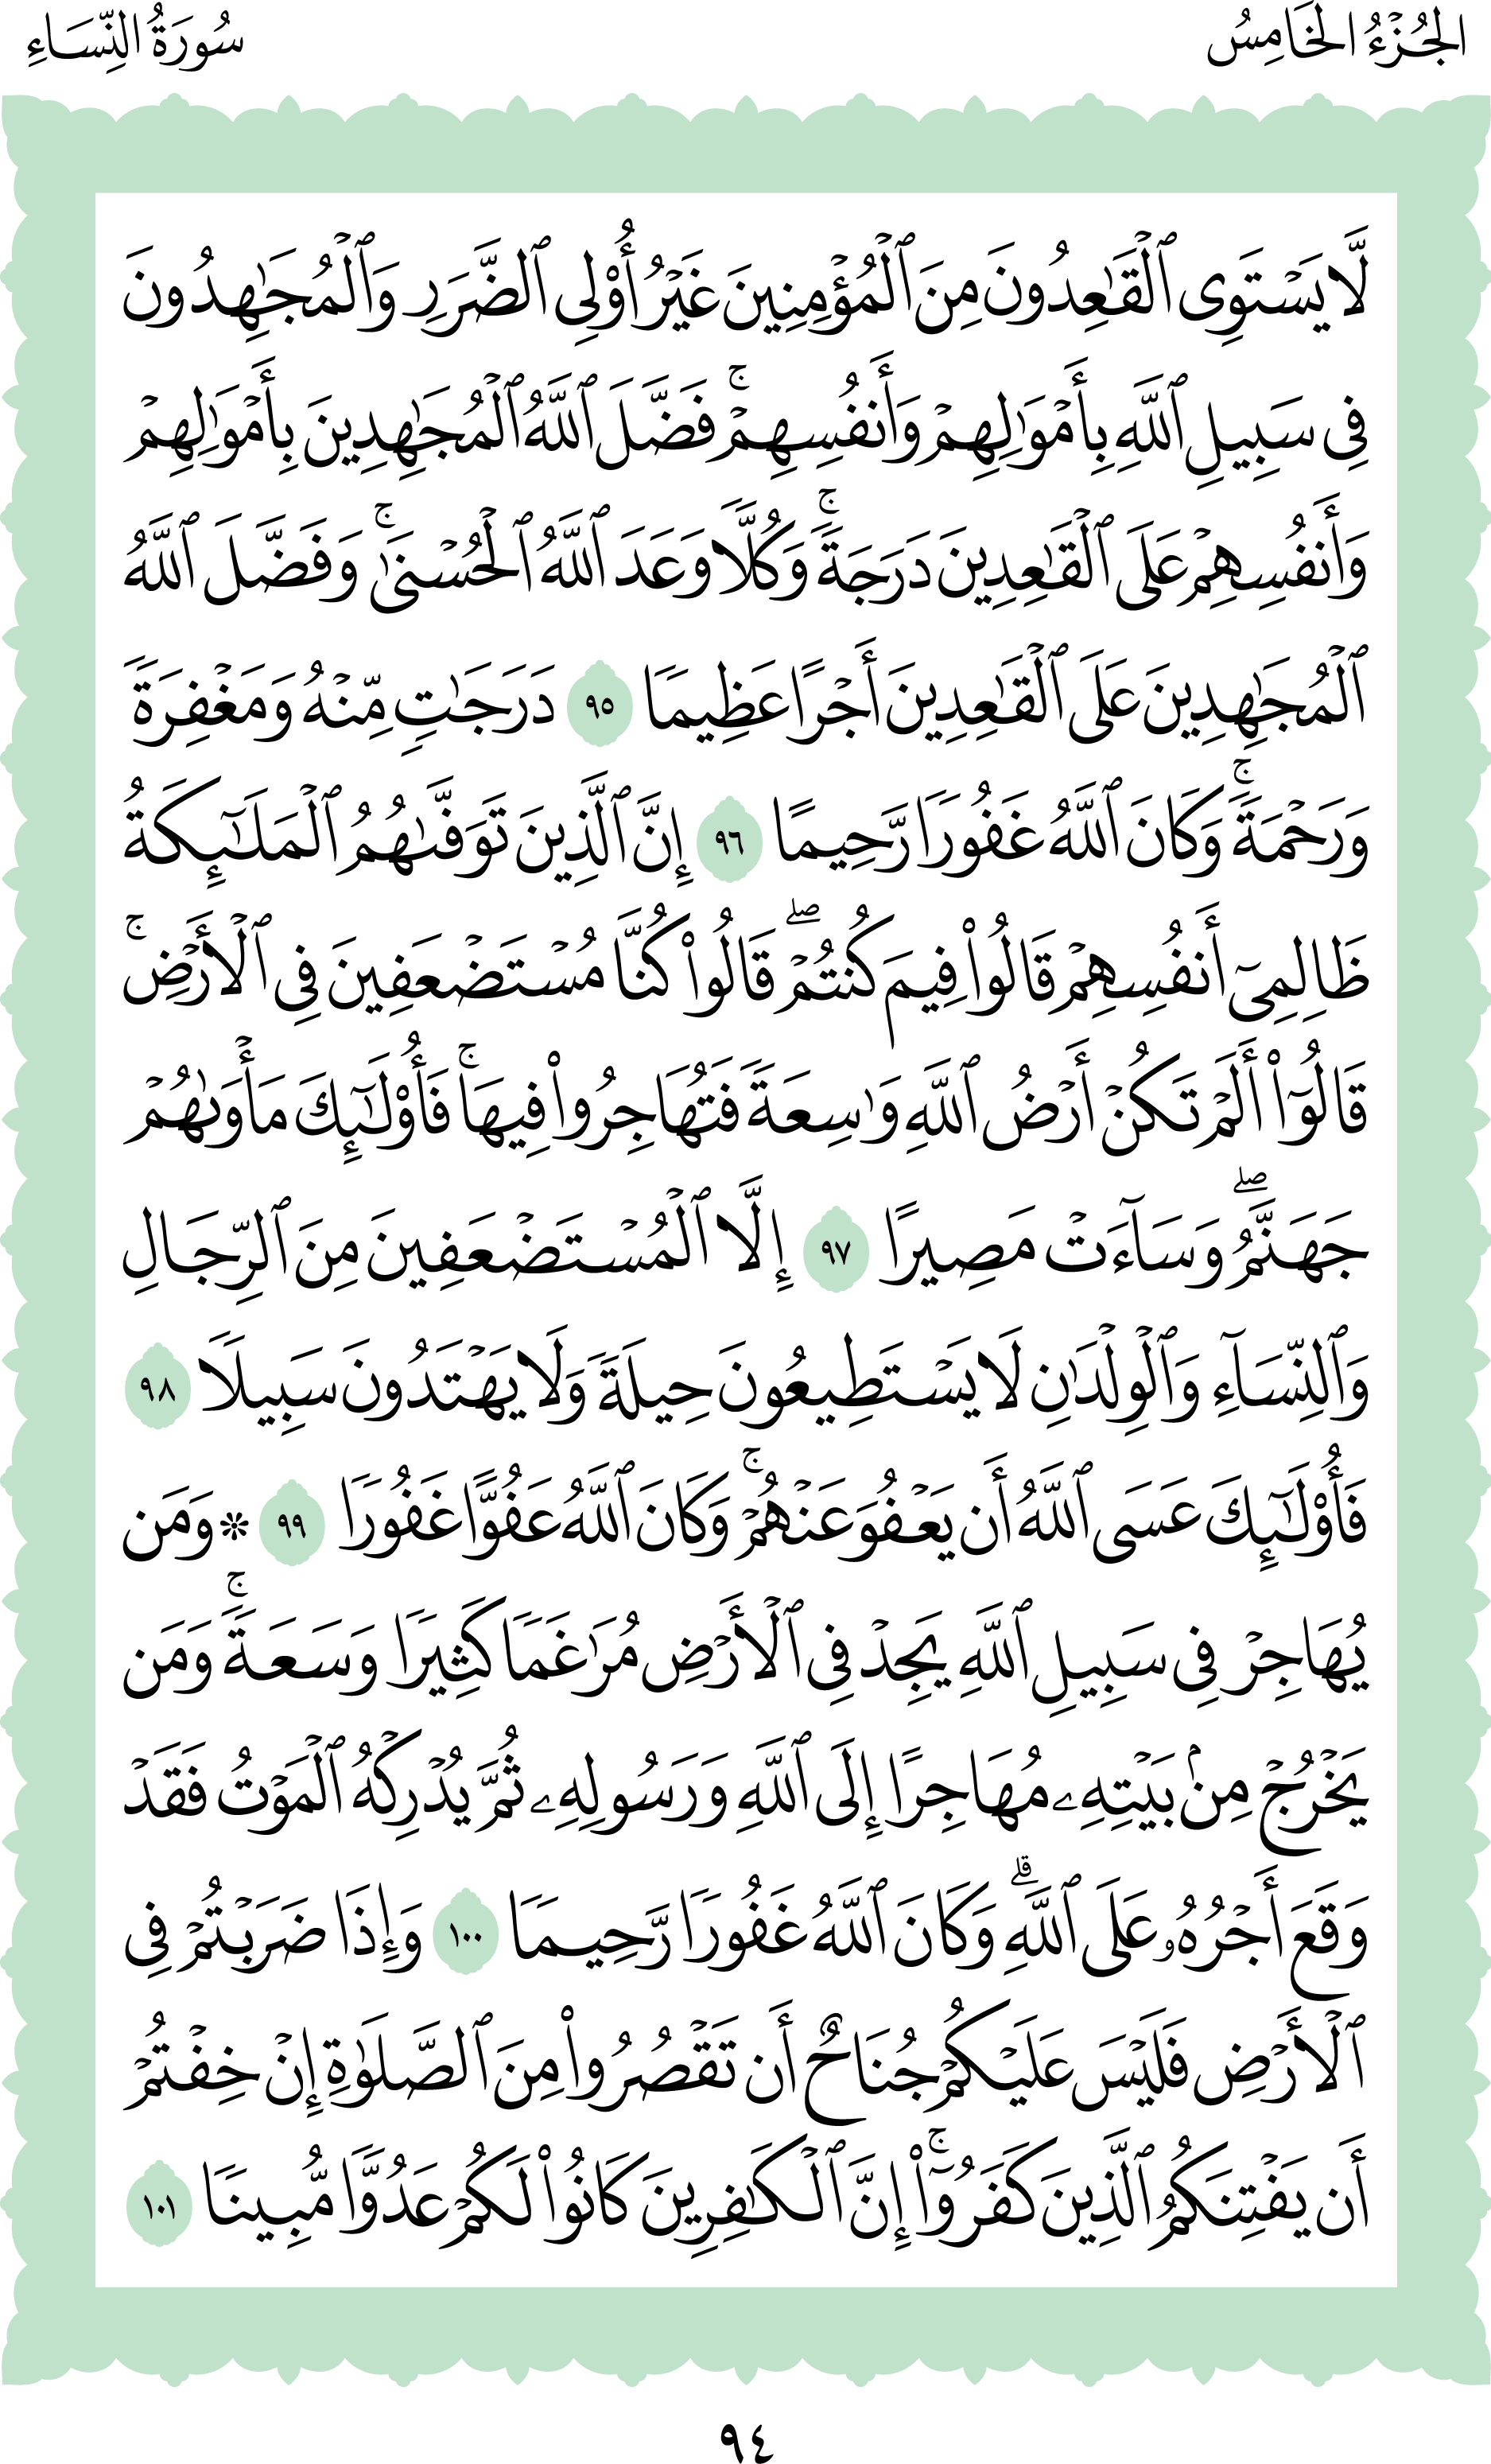 الجُزْءُ الخَامِسُ
سُورَةُ النِّسَاءِ
لَّا يَسۡتَوِي ٱلۡقَٰعِدُونَ مِنَ ٱلۡمُؤۡمِنِينَ غَيۡرُ أُوْلِي ٱلضَّرَرِ وَٱلۡمُجَٰهِدُونَ
فِي سَبِيلِ ٱللَّهِ بِأَمۡوَٰلِهِمۡ وَأَنفُسِهِمۡۚ فَضَّلَ ٱللَّهُ ٱلۡمُجَٰهِدِينَ بِأَمۡوَٰلِهِمۡ
وَأَنفُسِهِمۡ عَلَى ٱلۡقَٰعِدِينَ دَرَجَةٗۚ وَكُلّٗا وَعَدَ ٱللَّهُ ٱلۡحُسۡنَىٰۚ وَفَضَّلَ ٱللَّهُ
ٱلۡمُجَٰهِدِينَ عَلَى ٱلۡقَٰعِدِينَ أَجۡرًا عَظِيمٗا ٩٥ دَرَجَٰتٖ مِّنۡهُ وَمَغۡفِرَةٗ
وَرَحۡمَةٗۚ وَكَانَ ٱللَّهُ غَفُورٗا رَّحِيمًا ٩٦ إِنَّ ٱلَّذِينَ تَوَفَّىٰهُمُ ٱلۡمَلَٰٓئِكَةُ
ظَالِمِيٓ أَنفُسِهِمۡ قَالُواْ فِيمَ كُنتُمۡۖ قَالُواْ كُنَّا مُسۡتَضۡعَفِينَ فِي ٱلۡأَرۡضِۚ
قَالُوٓاْ أَلَمۡ تَكُنۡ أَرۡضُ ٱللَّهِ وَٰسِعَةٗ فَتُهَاجِرُواْ فِيهَاۚ فَأُوْلَٰٓئِكَ مَأۡوَىٰهُمۡ
جَهَنَّمُۖ وَسَآءَتۡ مَصِيرًا ٩٧ إِلَّا ٱلۡمُسۡتَضۡعَفِينَ مِنَ ٱلرِّجَالِ
وَٱلنِّسَآءِ وَٱلۡوِلۡدَٰنِ لَا يَسۡتَطِيعُونَ حِيلَةٗ وَلَا يَهۡتَدُونَ سَبِيلٗا ٩٨
فَأُوْلَٰٓئِكَ عَسَى ٱللَّهُ أَن يَعۡفُوَ عَنۡهُمۡۚ وَكَانَ ٱللَّهُ عَفُوًّا غَفُورٗا ٩٩ ۞ وَمَن
يُهَاجِرۡ فِي سَبِيلِ ٱللَّهِ يَجِدۡ فِي ٱلۡأَرۡضِ مُرَٰغَمٗا كَثِيرٗا وَسَعَةٗۚ وَمَن
يَخۡرُجۡ مِنۢ بَيۡتِهِۦ مُهَاجِرًا إِلَى ٱللَّهِ وَرَسُولِهِۦ ثُمَّ يُدۡرِكۡهُ ٱلۡمَوۡتُ فَقَدۡ
وَقَعَ أَجۡرُهُۥ عَلَى ٱللَّهِۗ وَكَانَ ٱللَّهُ غَفُورٗا رَّحِيمٗا ١٠٠ وَإِذَا ضَرَبۡتُمۡ فِي
ٱلۡأَرۡضِ فَلَيۡسَ عَلَيۡكُمۡ جُنَاحٌ أَن تَقۡصُرُواْ مِنَ ٱلصَّلَوٰةِ إِنۡ خِفۡتُمۡ
أَن يَفۡتِنَكُمُ ٱلَّذِينَ كَفَرُوٓاْۚ إِنَّ ٱلۡكَٰفِرِينَ كَانُواْ لَكُمۡ عَدُوّٗا مُّبِينٗا ١٠١
٩٤